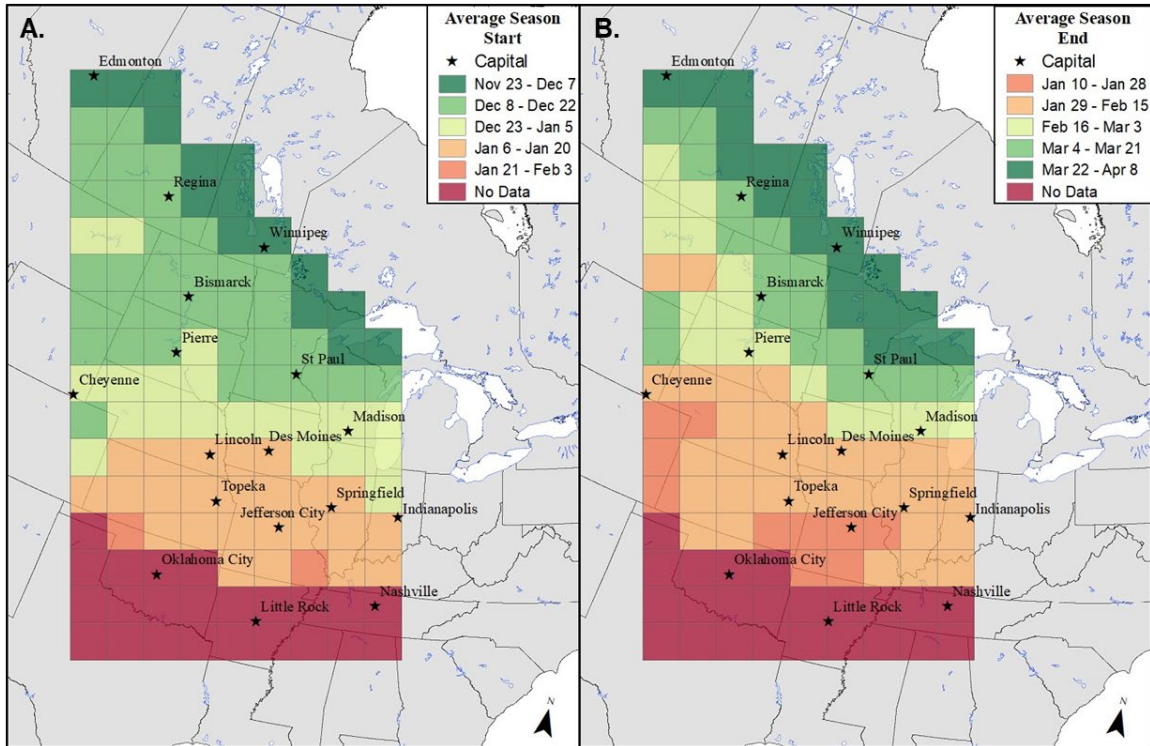 A.
Average Season
Start
Capital
Nov 23 - Dec 7
Dec 8 - Dec 22
Dec 23 - Jan 5
Jan 6 - Jan 20
Jan 21 - Feb 3
No Data
Edmonton
Regina
Winnipeg
Bismarck
Pierre
St Paul
Cheyenne
Madison
Lincoln
Des Moines
Topeka
Springfield
Jefferson City
Indianapolis
Oklahoma City
Nashville
Little Rock
N
B.
Average Season
End
Capital
Jan 10 - Jan 28
Jan 29 - Feb 15
Feb 16 - Mar 3
Mar 4 - Mar 21
Mar 22 - Apr 8
No Data
Edmonton
Regina
Winnipeg
Bismarck
Pierre
St Paul
Cheyenne
Madison
Lincoln
Des Moines
Topeka
Springfield
Jefferson City
Indianapolis
Oklahoma City
Nashville
Little Rock
N